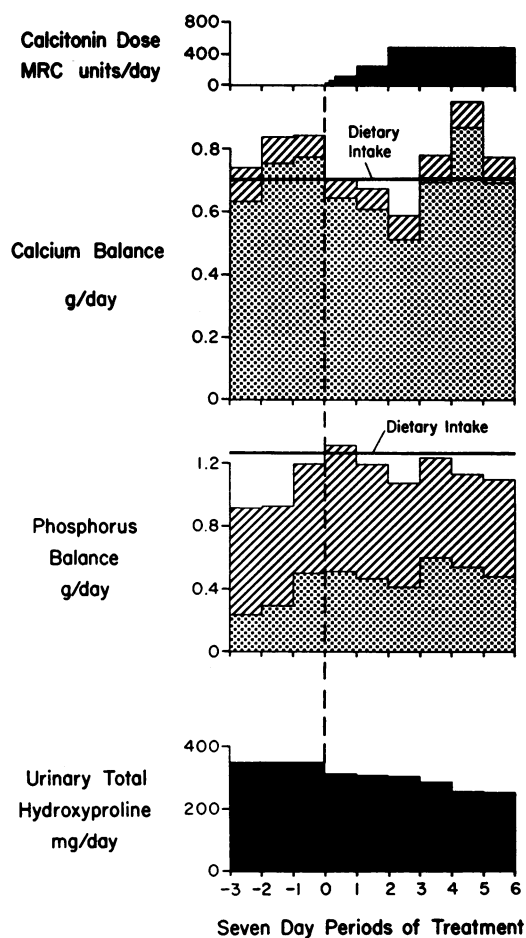 Calcitonin Dose
MRC units/day
800
400
0
Dietary
Intake
0.8
0.6
0.4
0.2
0
Calcium Balance
g/day
Dietary Intake
1.2
0.8
0.4
0
Phosphorus
Balance
g/day
400
200
0
Urinary Total
Hydroxyproline
mg/day
-3 -2 -1 0 1 2 3 4 5 6
Seven Day Periods of Treatment